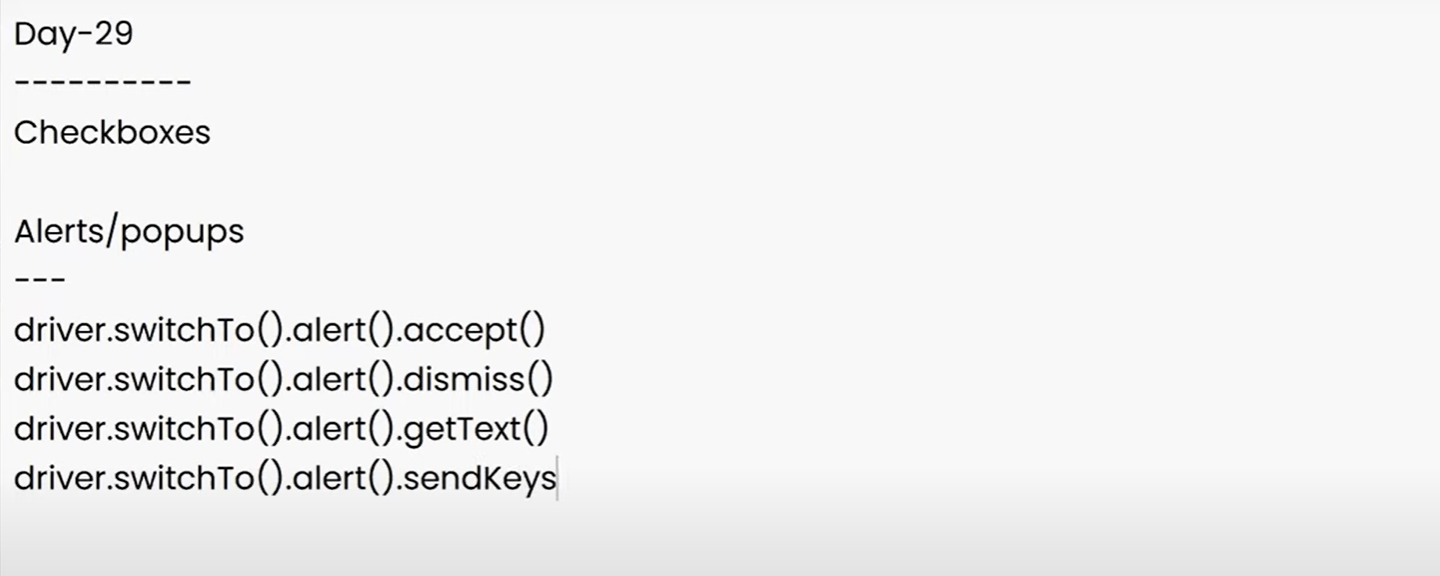 Day-29
----------
Checkboxes
Alerts/popups
---
driver.switchTo().alert().accept()
driver.switchTo().alert().dismiss()
driver.switchTo().alert().getText()
driver.switchTo().alert().sendKeys